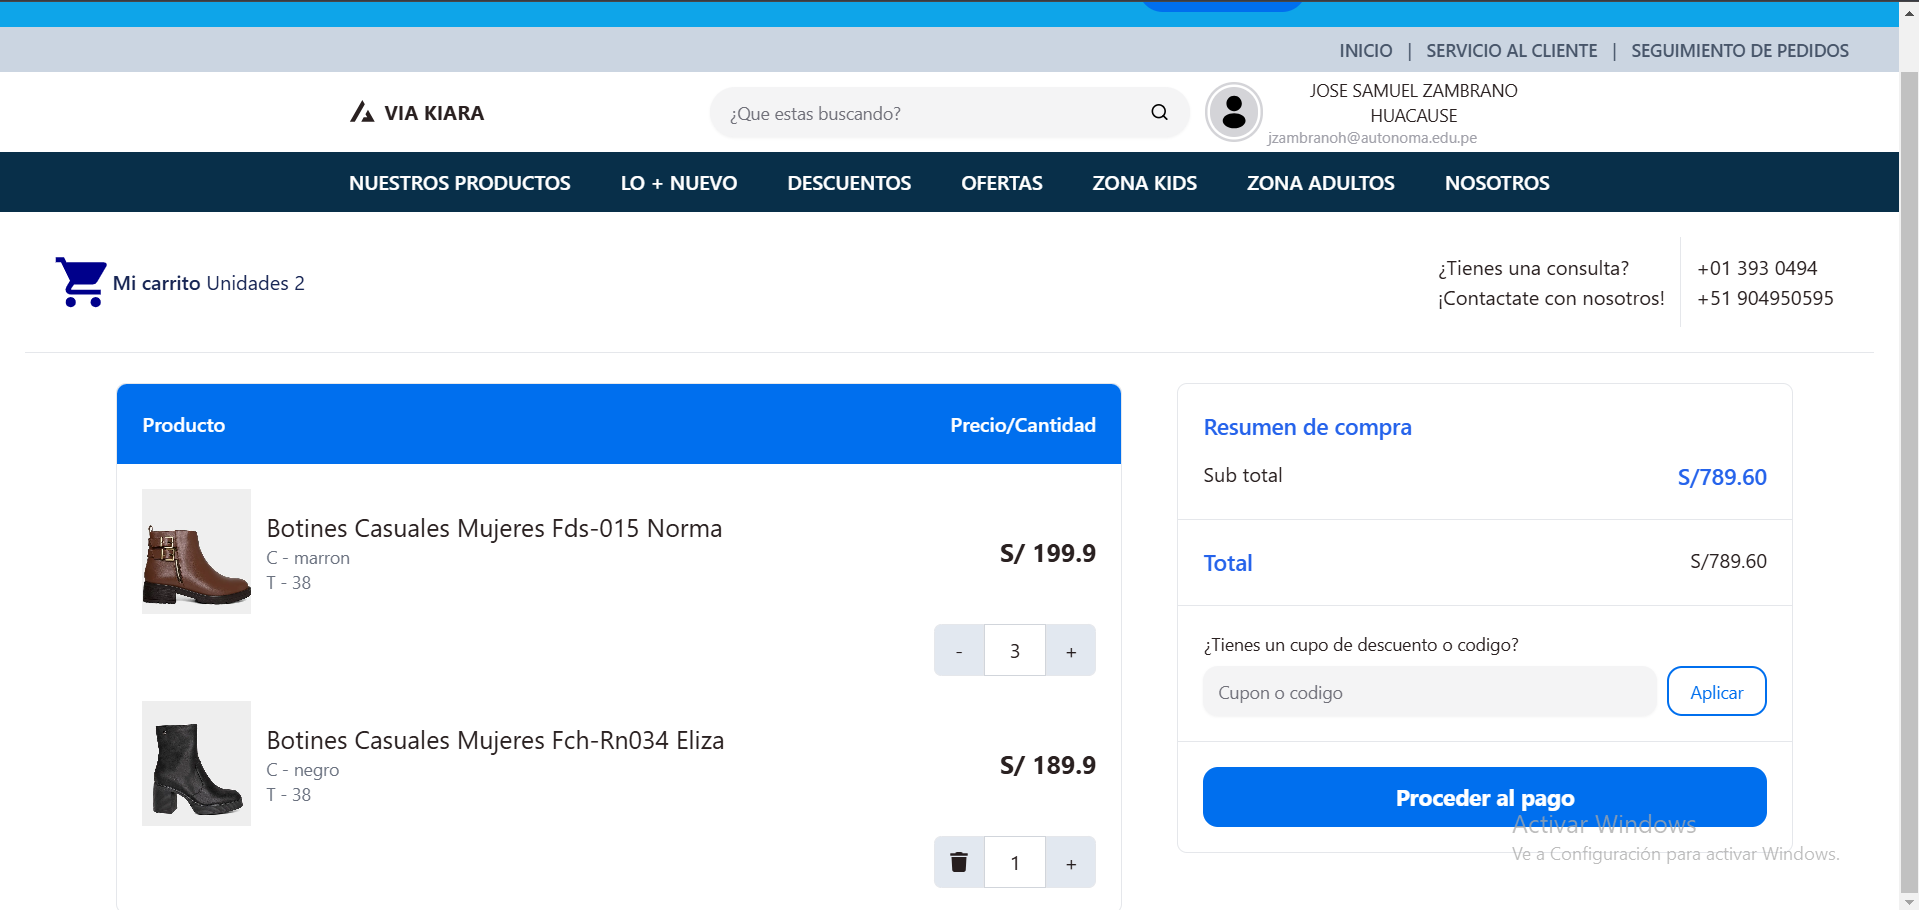 INICIO | SERVICIO AL CLIENTE | SEGUIMIENTO DE PEDIDOS
VIA KIARA
¿Que estas buscando?
JOSE SAMUEL ZAMBRANO
HUACAUSE
jzambranoh@autonoma.edu.pe
NUESTROS PRODUCTOS LO + NUEVO DESCUENTOS OFERTAS ZONA KIDS ZONA ADULTOS NOSOTROS
Mi carrito Unidades 2
¿Tienes una consulta?
¡Contactate con nosotros!
+01 393 0494
+51 904950595
Producto Precio/Cantidad
Botines Casuales Mujeres Fds-015 Norma
C - marron
T - 38
S/ 199.9
- 3 +
Botines Casuales Mujeres Fch-Rn034 Eliza
C - negro
T - 38
S/ 189.9
1 +
Resumen de compra
Sub total S/789.60
Total S/789.60
¿Tienes un cupo de descuento o codigo?
Cupon o codigo Aplicar
Proceder al pago
Activar Windows
Ve a Configuración para activar Windows.